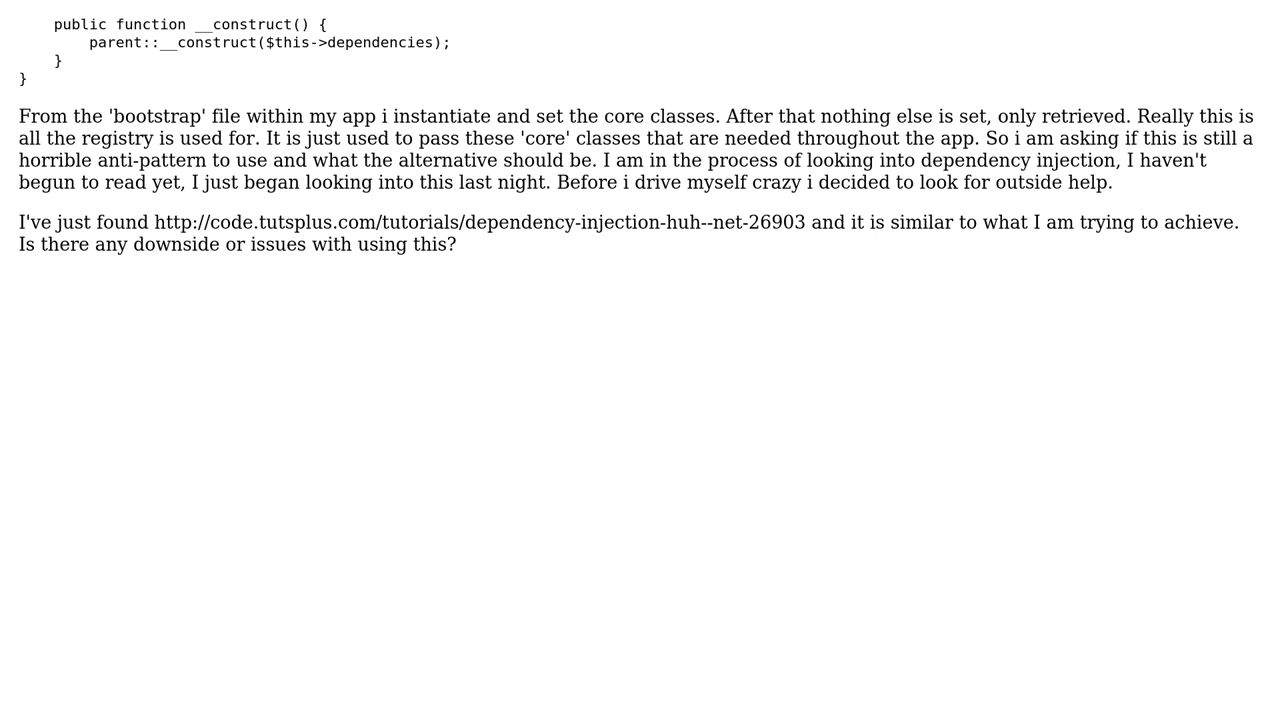 public function __construct() {
        parent::__construct($this->dependencies);
    }
}
From the 'bootstrap' file within my app i instantiate and set the core classes. After that nothing else is set, only retrieved. Really this is
all the registry is used for. It is just used to pass these 'core' classes that are needed throughout the app. So i am asking if this is still a
horrible anti-pattern to use and what the alternative should be. I am in the process of looking into dependency injection, I haven't
begun to read yet, I just began looking into this last night. Before i drive myself crazy i decided to look for outside help.
I've just found http://code.tutsplus.com/tutorials/dependency-injection-huh--net-26903 and it is similar to what I am trying to achieve.
Is there any downside or issues with using this?